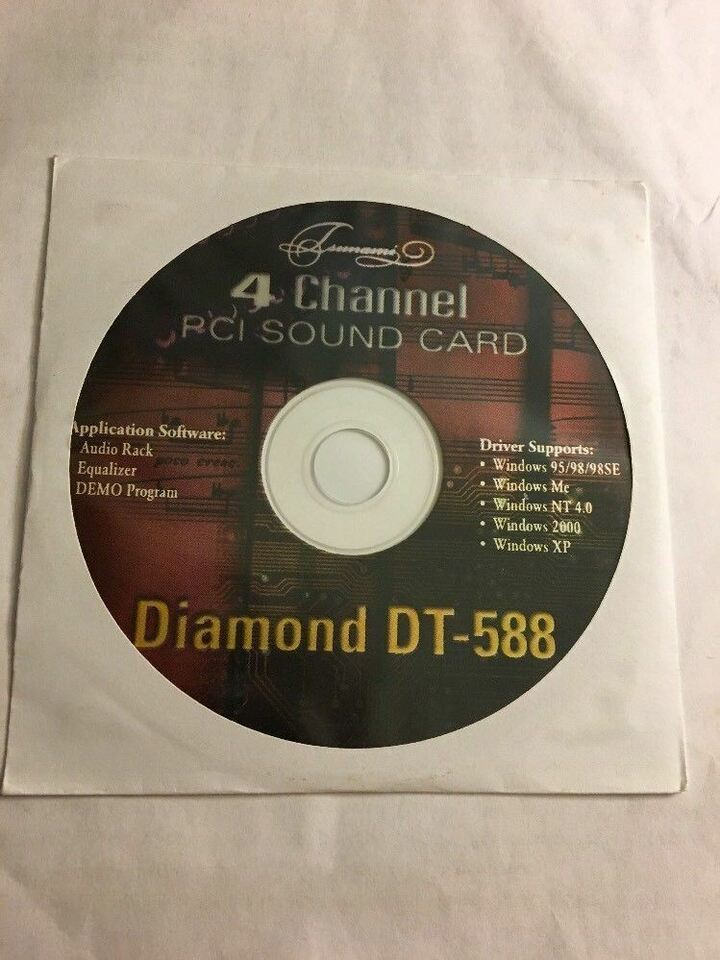 Tsunami
4 Channel
PCI SOUND CARD
Application Software:
Audio Rack
Equalizer
DEMO Program
poco
Driver Supports:
• Windows 95/98/98SE
• Windows Me
• Windows NT 4.0
• Windows 2000
• Windows XP
Diamond DT-588